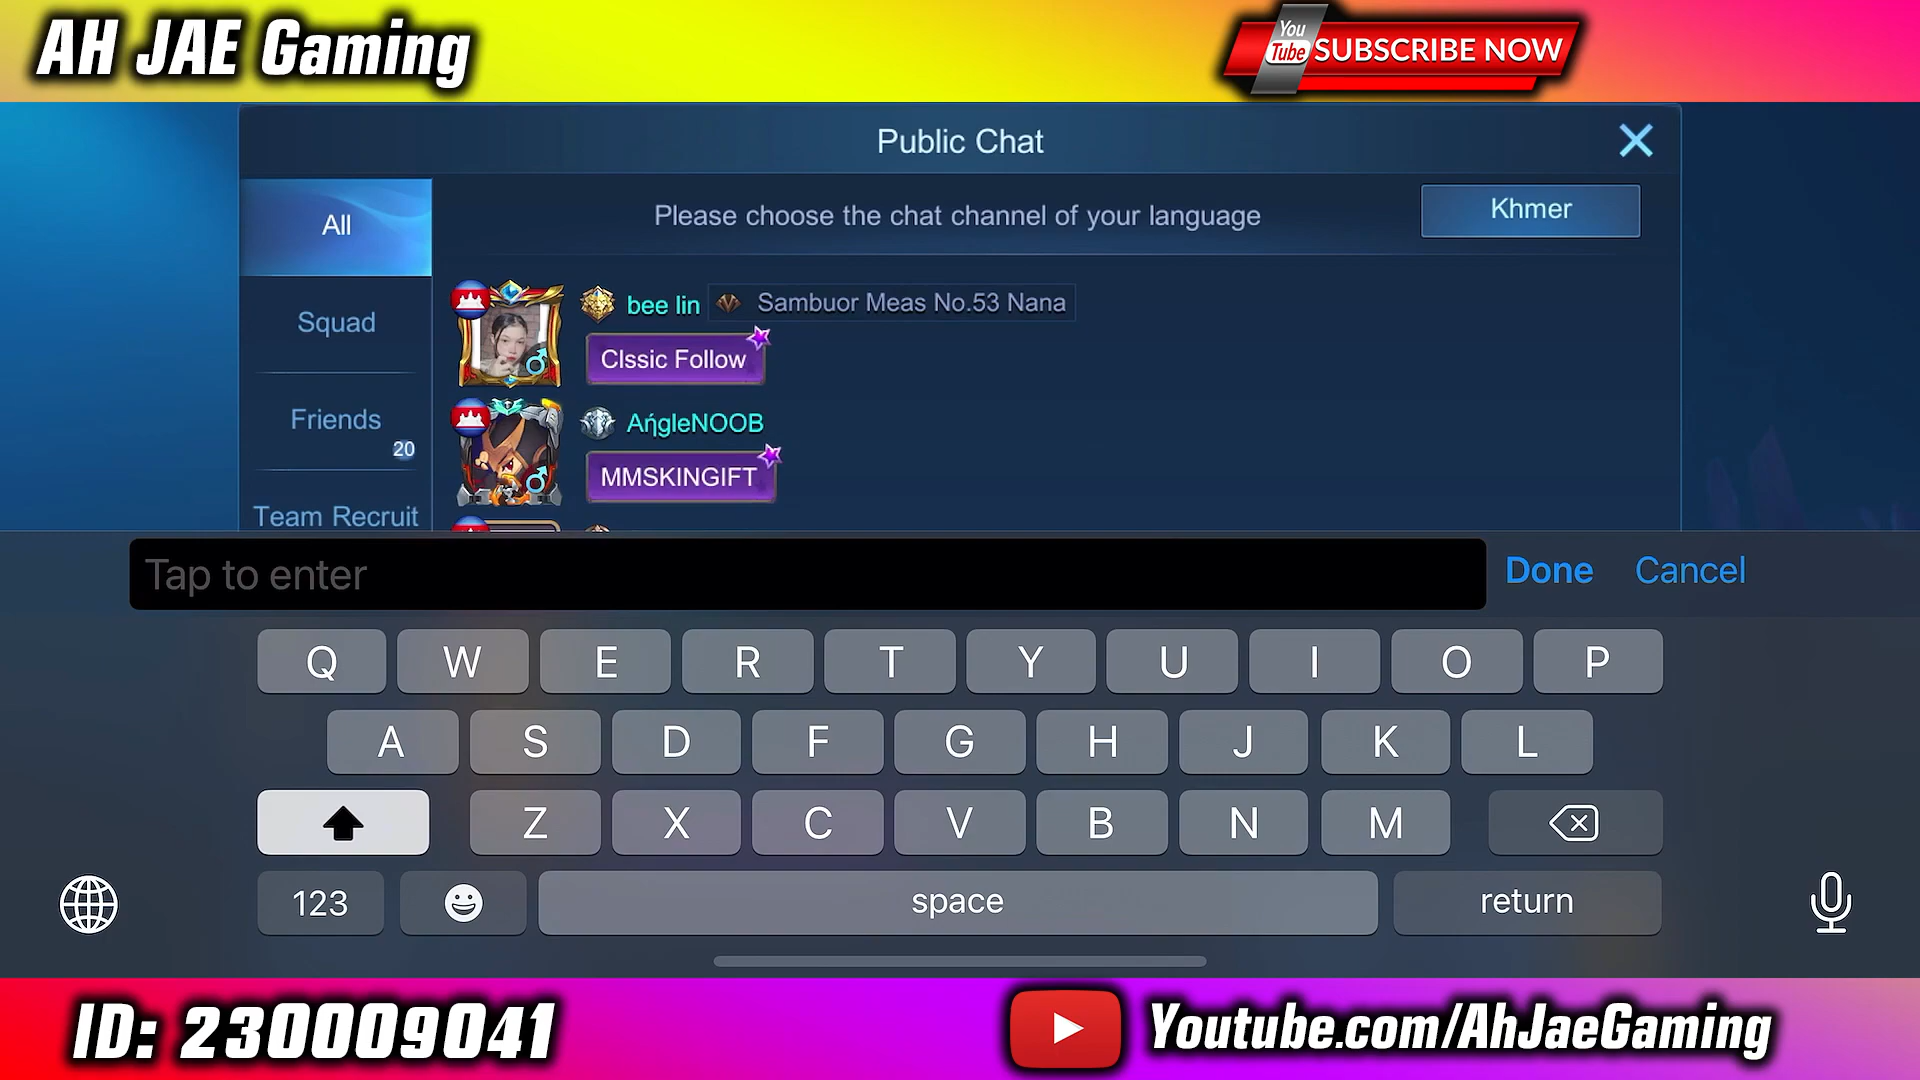 AH JAE Gaming
You
Tube
SUBSCRIBE NOW
Public Chat
All
Please choose the chat channel of your language
Khmer
bee lin
Sambuor Meas No.53 Nana
Squad
Clssic Follow
Friends
20
AήgleNOOB
MMSKINGIFT
Team Recruit
Tap to enter
Done
Cancel
Q W E R T Y U I O P
A S D F G H J K L
Z X C V B N M
123
space
return
ID: 230009041
Youtube.com/AhJaeGaming